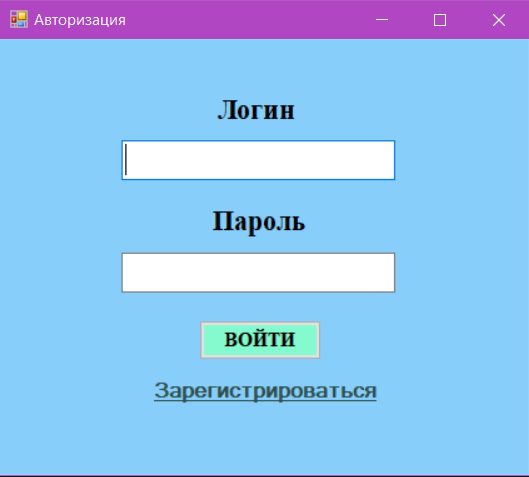 Авторизация
Логин
Пароль
ВОЙТИ
Зарегистрироваться